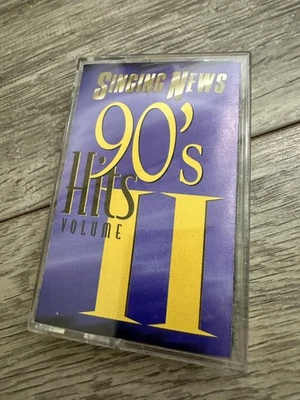 SINGING NEWS
90's
Hits
VOLUME
II